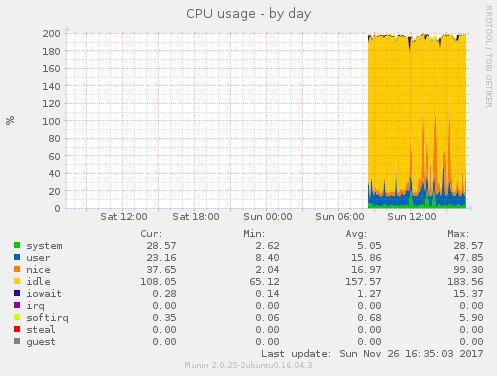 CPU usage - by day
RRDTOOL / TOBI OETIKER
%
200
180
160
140
120
100
80
60
40
20
0
Sat 12:00 Sat 18:00 Sun 00:00 Sun 06:00 Sun 12:00
Cur: Min: Avg: Max:
system 28.57 2.62 5.05 28.57
user 23.16 8.40 15.86 47.85
nice 37.65 2.04 16.97 99.30
idle 108.05 65.12 157.57 183.56
iowait 0.28 0.14 1.27 15.37
irq 0.00 0.00 0.00 0.00
softirq 0.35 0.06 0.68 5.90
steal 0.00 0.00 0.00 0.00
guest 0.00 0.00 0.00 0.00
Last update: Sun Nov 26 16:35:03 2017
Munin 2.0.25-2ubuntu0.16.04.3